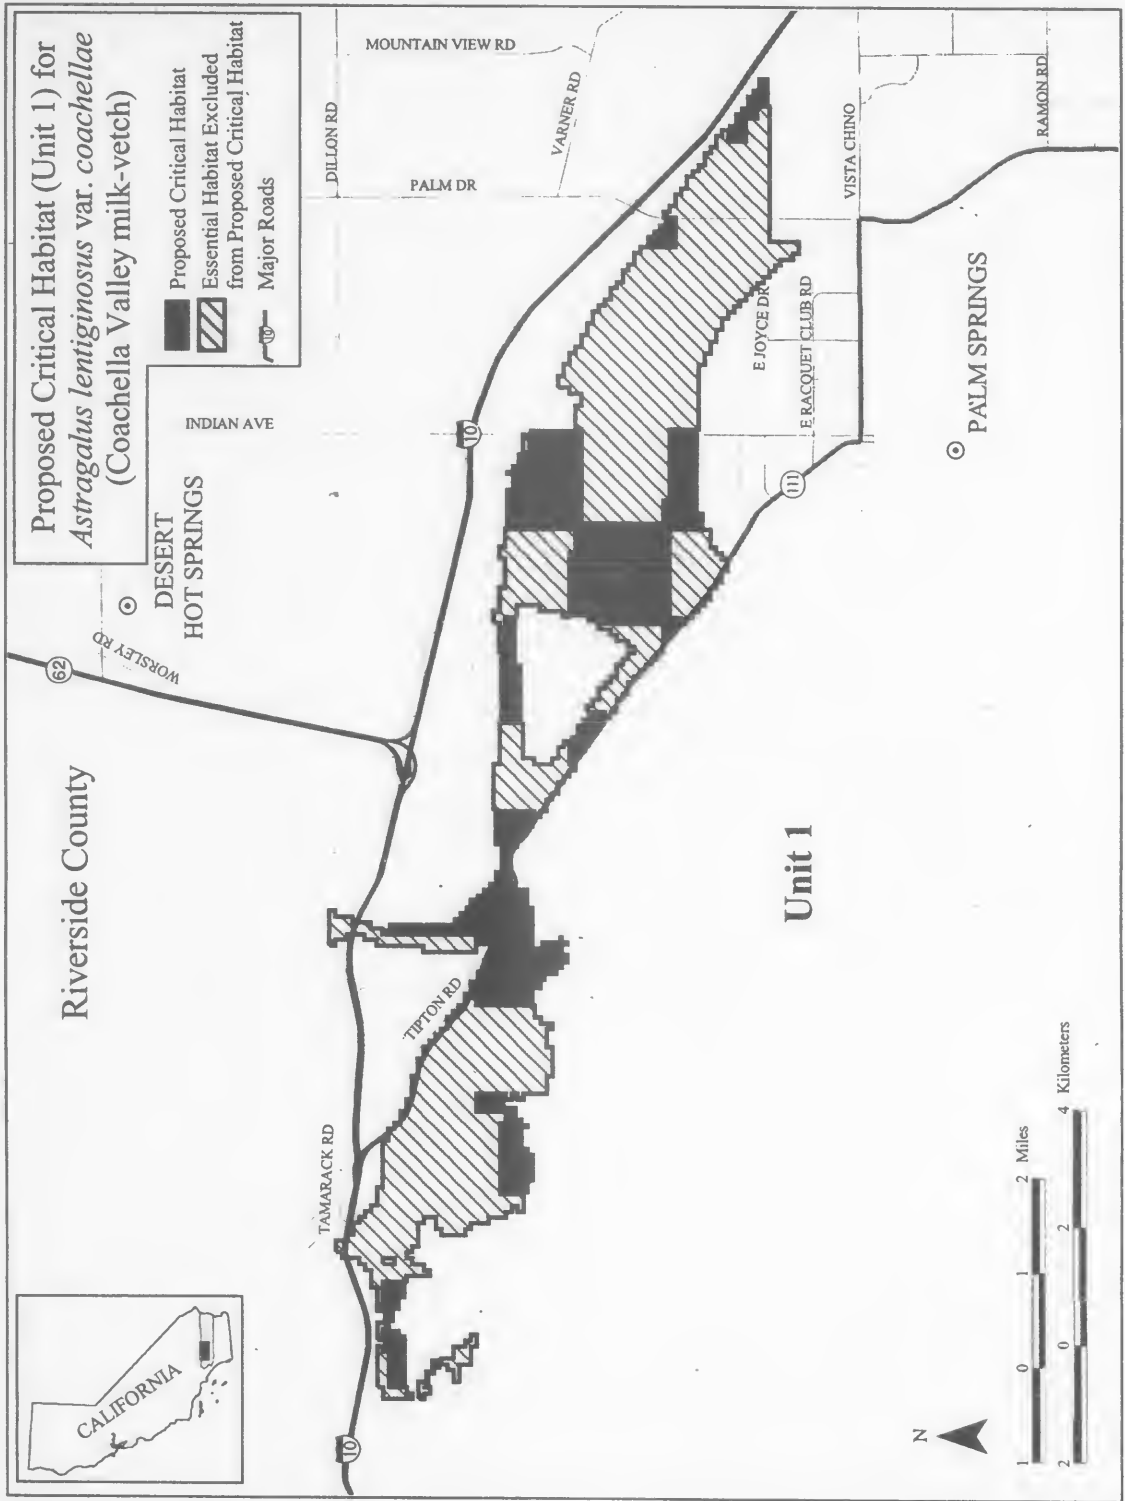 Proposed Critical Habitat (Unit 1) for
Astragalus lentiginosus var. coachellae
(Coachella Valley milk-vetch)
Proposed Critical Habitat
Essential Habitat Excluded
from Proposed Critical Habitat
10
Major Roads
CALIFORNIA
Riverside County
62
WORSLEY RD
DESERT
HOT SPRINGS
INDIAN AVE
DILLON RD
MOUNTAIN VIEW RD
PALM DR
VARNER RD
10
TAMARACK RD
10
TIPTON RD
E JOYCE DR
E RACQUET CLUB RD
VISTA CHINO
RAMON RD
111
PALM SPRINGS
Unit 1
N
1 0 1 2 Miles
2 0 2 4 Kilometers